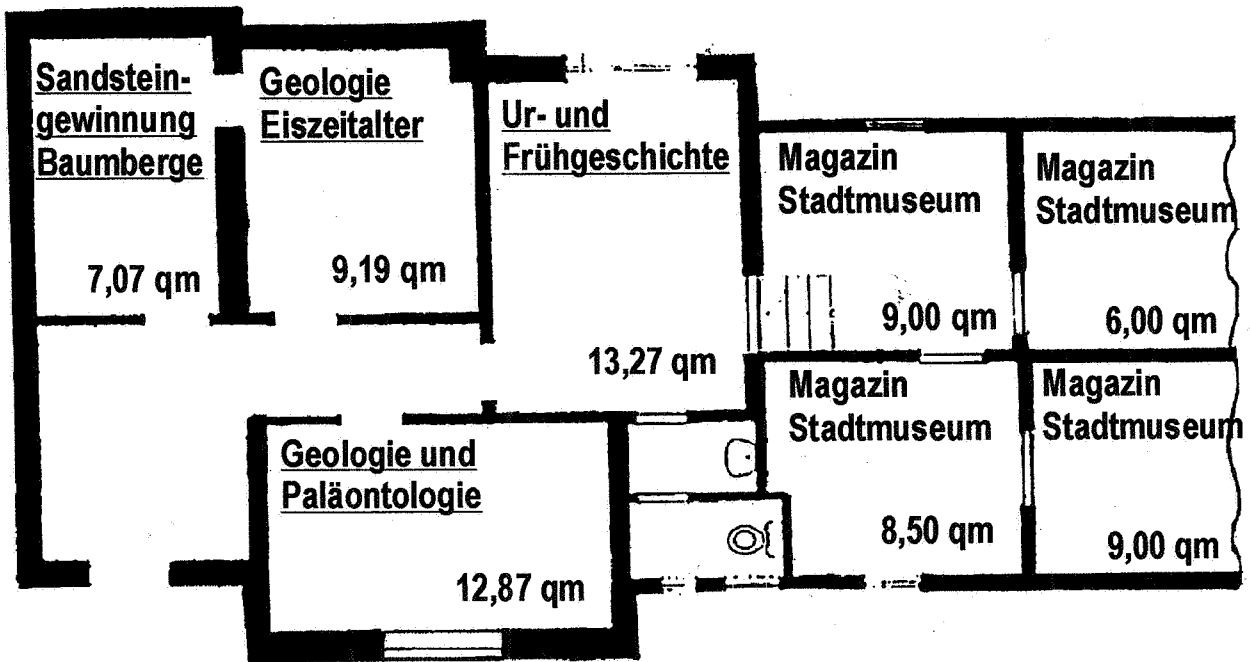 Sandstein-
gewinnung
Baumberge
7,07 qm
Geologie
Eiszeitalter
9,19 qm
Ur- und
Frühgeschichte
13,27 qm
Magazin
Stadtmuseum
9,00 qm
Magazin
Stadtmuseum
6,00 qm
Geologie und
Paläontologie
12,87 qm
Magazin
Stadtmuseum
8,50 qm
Magazin
Stadtmuseum
9,00 qm